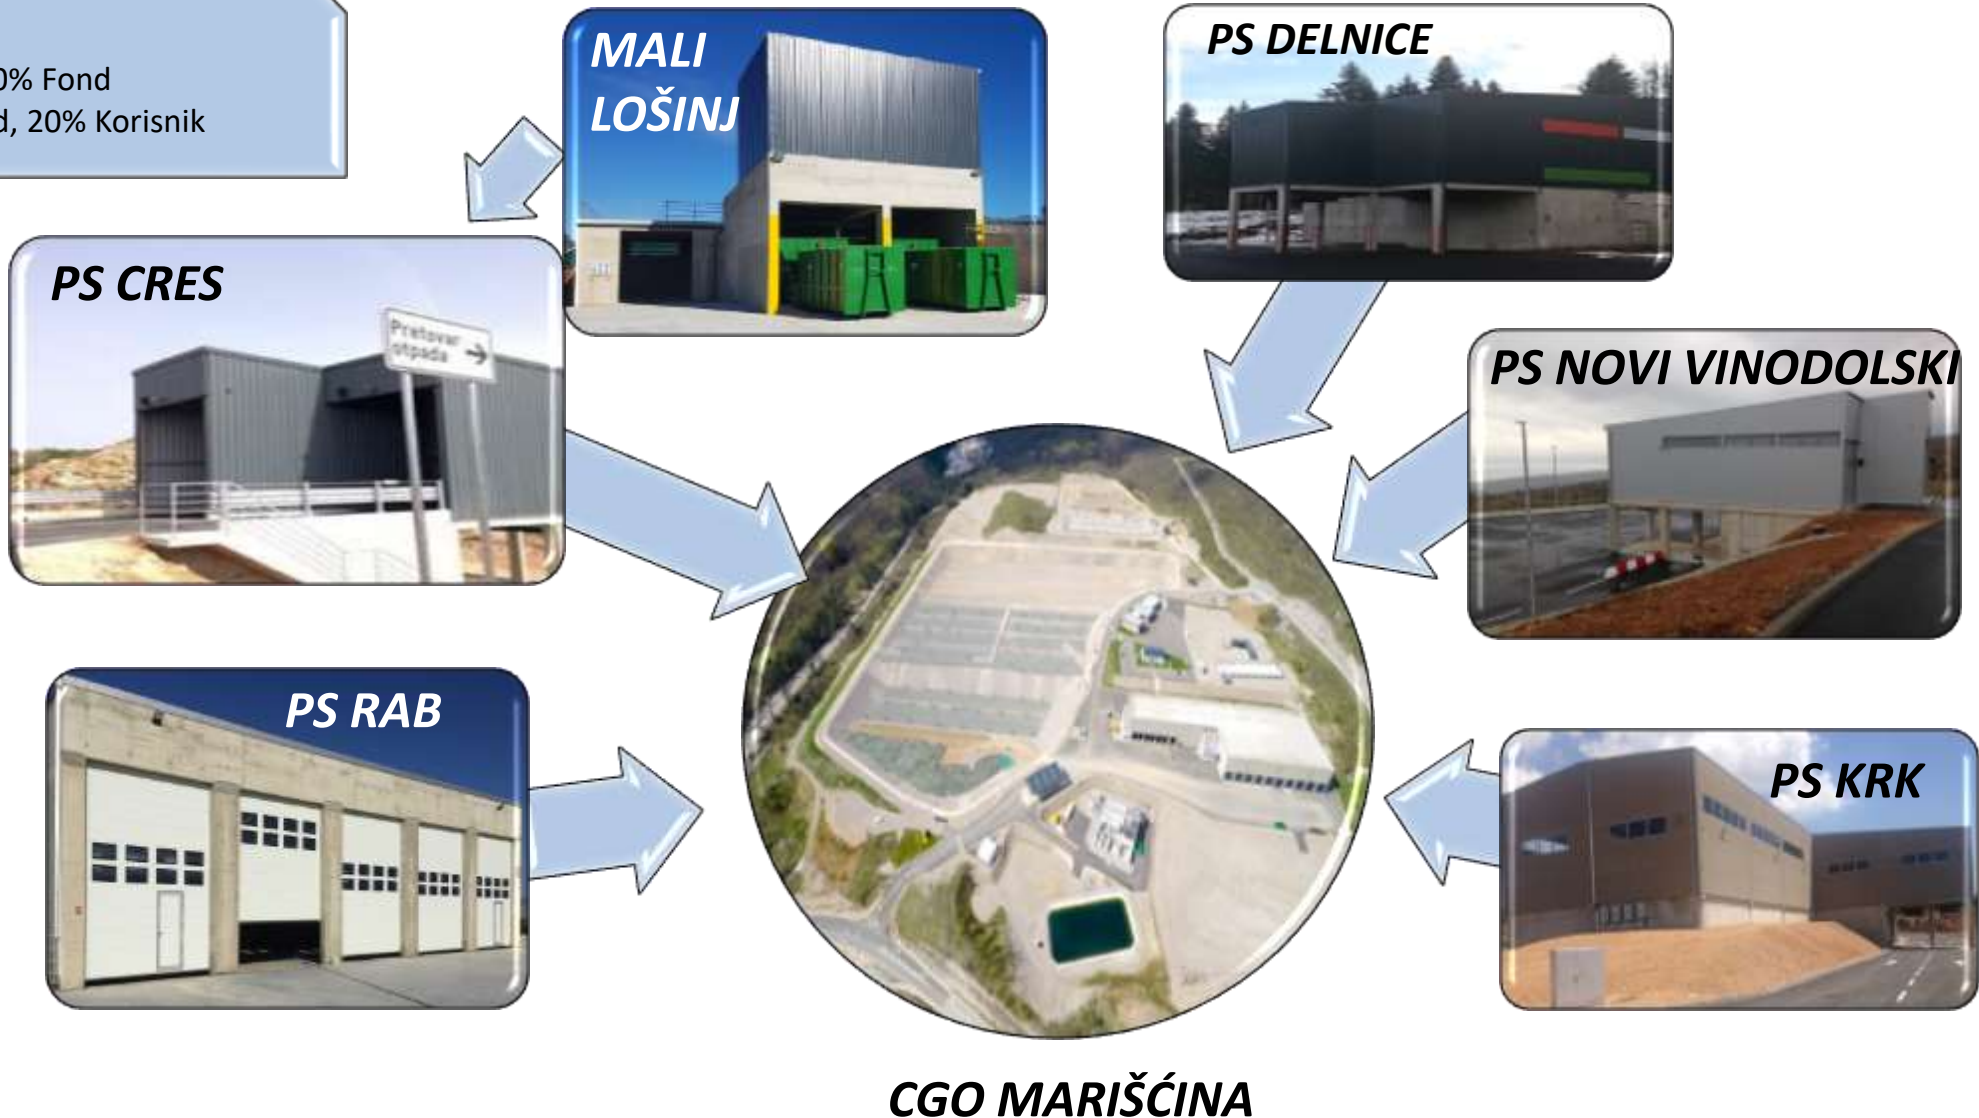 0% Fond
d, 20% Korisnik
MALI
LOŠINJ
PS DELNICE
PS CRES
Pretovar
otpada
PS NOVI VINODOLSKI
PS RAB
PS KRK
CGO MARIŠĆINA